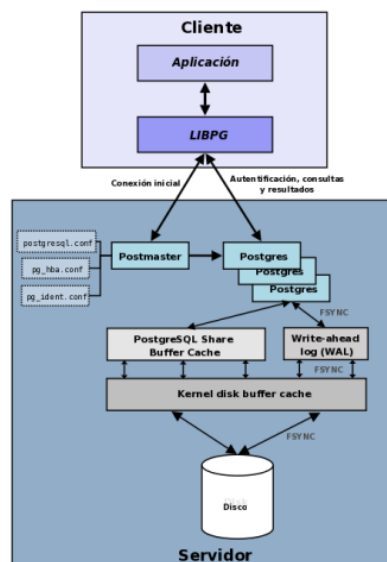 Cliente
Aplicación
LIBPG
Conexión inicial
Autentificación, consultas
y resultados
postgresql.conf
pg_hba.conf
pg_ident.conf
Postmaster
Postgres
Postgres
Postgres
FSYNC
PostgreSQL Share
Buffer Cache
Write-ahead
log (WAL)
FSYNC
Kernel disk buffer cache
FSYNC
Disk
Disco
Servidor